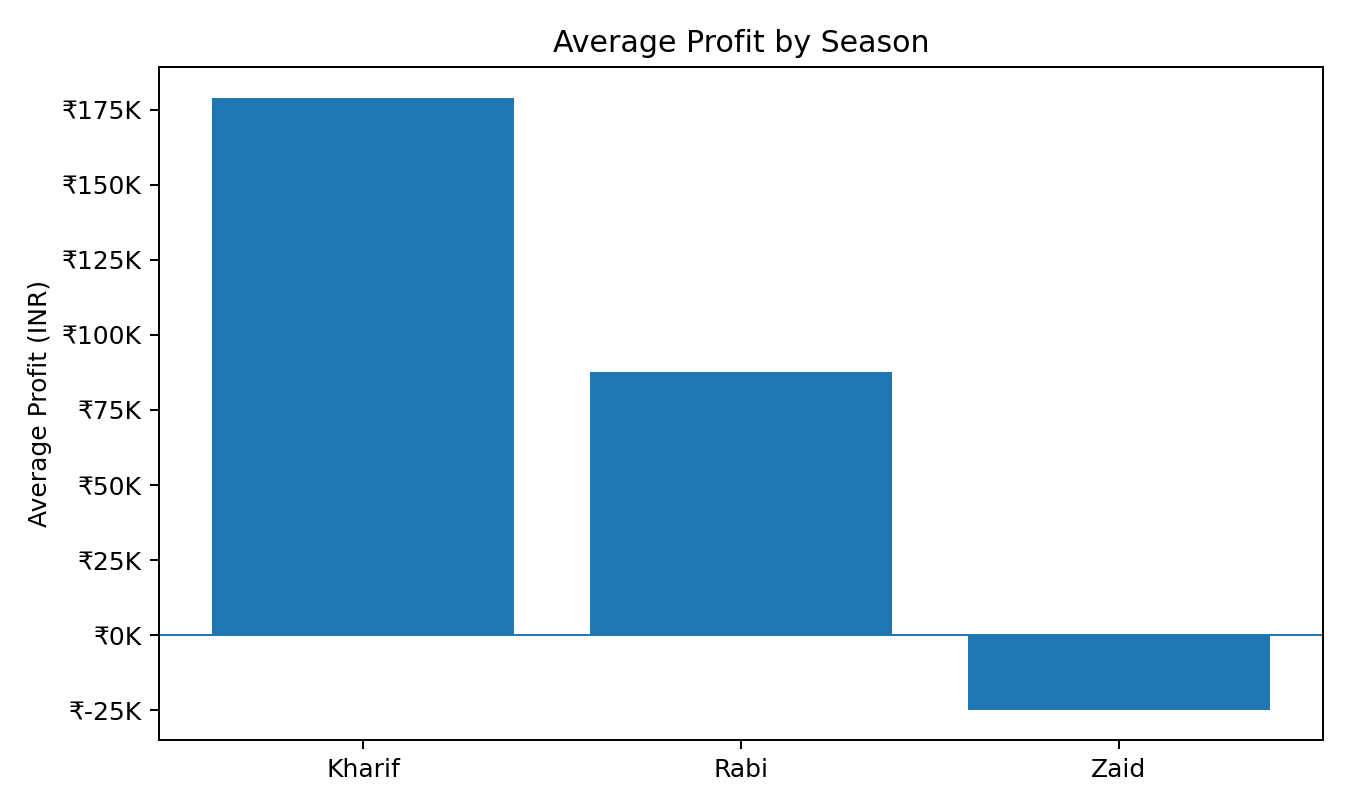 Average Profit by Season
Average Profit (INR)
₹175K
₹150K
₹125K
₹100K
₹75K
₹50K
₹25K
₹0K
₹-25K
Kharif
Rabi
Zaid